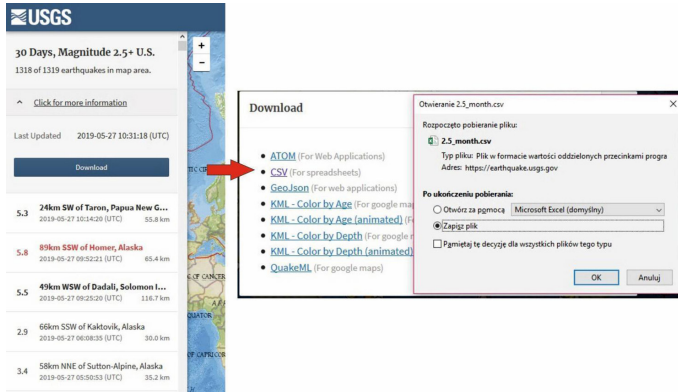 USGS
30 Days, Magnitude 2.5+ U.S.
1318 of 1319 earthquakes in map area.
Click for more information
Last Updated 2019-05-27 10:31:18 (UTC)
Download
5.3 24km SW of Taron, Papua New G...
2019-05-27 10:14:20 (UTC) 55.8 km
5.8 89km SSW of Homer, Alaska
2019-05-27 09:52:21 (UTC) 65.4 km
5.5 49km WSW of Dadali, Solomon I...
2019-05-27 09:25:20 (UTC) 116.7 km
2.9 66km SSW of Kaktovik, Alaska
2019-05-27 06:08:35 (UTC) 30.0 km
3.4 58km NNE of Sutton-Alpine, Alaska
2019-05-27 05:50:53 (UTC) 35.2 km
+
−
TIC CIR
C OF CANCER
QUATOR
OF CAPRICOR
Download
ATOM (For Web Applications)
CSV (For spreadsheets)
GeoJson (For web applications)
KML - Color by Age (For google map
KML - Color by Age (animated) (F
KML - Color by Depth (For google m
KML - Color by Depth (animated)
QuakeML (For google maps)
Otwieranie 2.5_month.csv
Rozpoczęto pobieranie pliku:
2.5_month.csv
Typ pliku: Plik w formacie wartości oddzielonych przecinkami progra
Adres: https://earthquake.usgs.gov
Po ukończeniu pobierania:
Otwórz za pomocą Microsoft Excel (domyślny)
Zapisz plik
Pamiętaj tę decyzję dla wszystkich plików tego typu
OK Anuluj